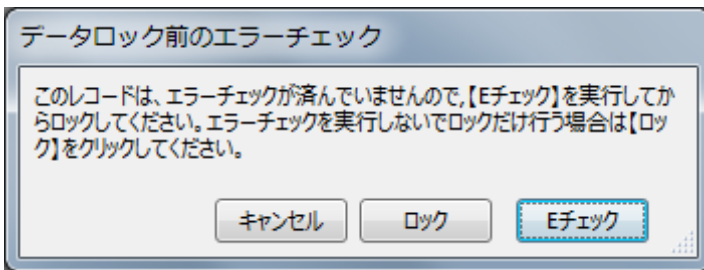 データロック前のエラーチェック
このレコードは、エラーチェックが済んでいませんので,【Eチェック】を実行してか
らロックしてください。エラーチェックを実行しないでロックだけ行う場合は【ロッ
ク】をクリックしてください。
キャンセル ロック Eチェック